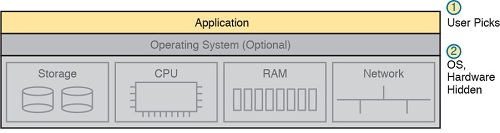 Application
Operating System (Optional)
Storage
CPU
RAM
Network
1
User Picks
2
OS,
Hardware
Hidden